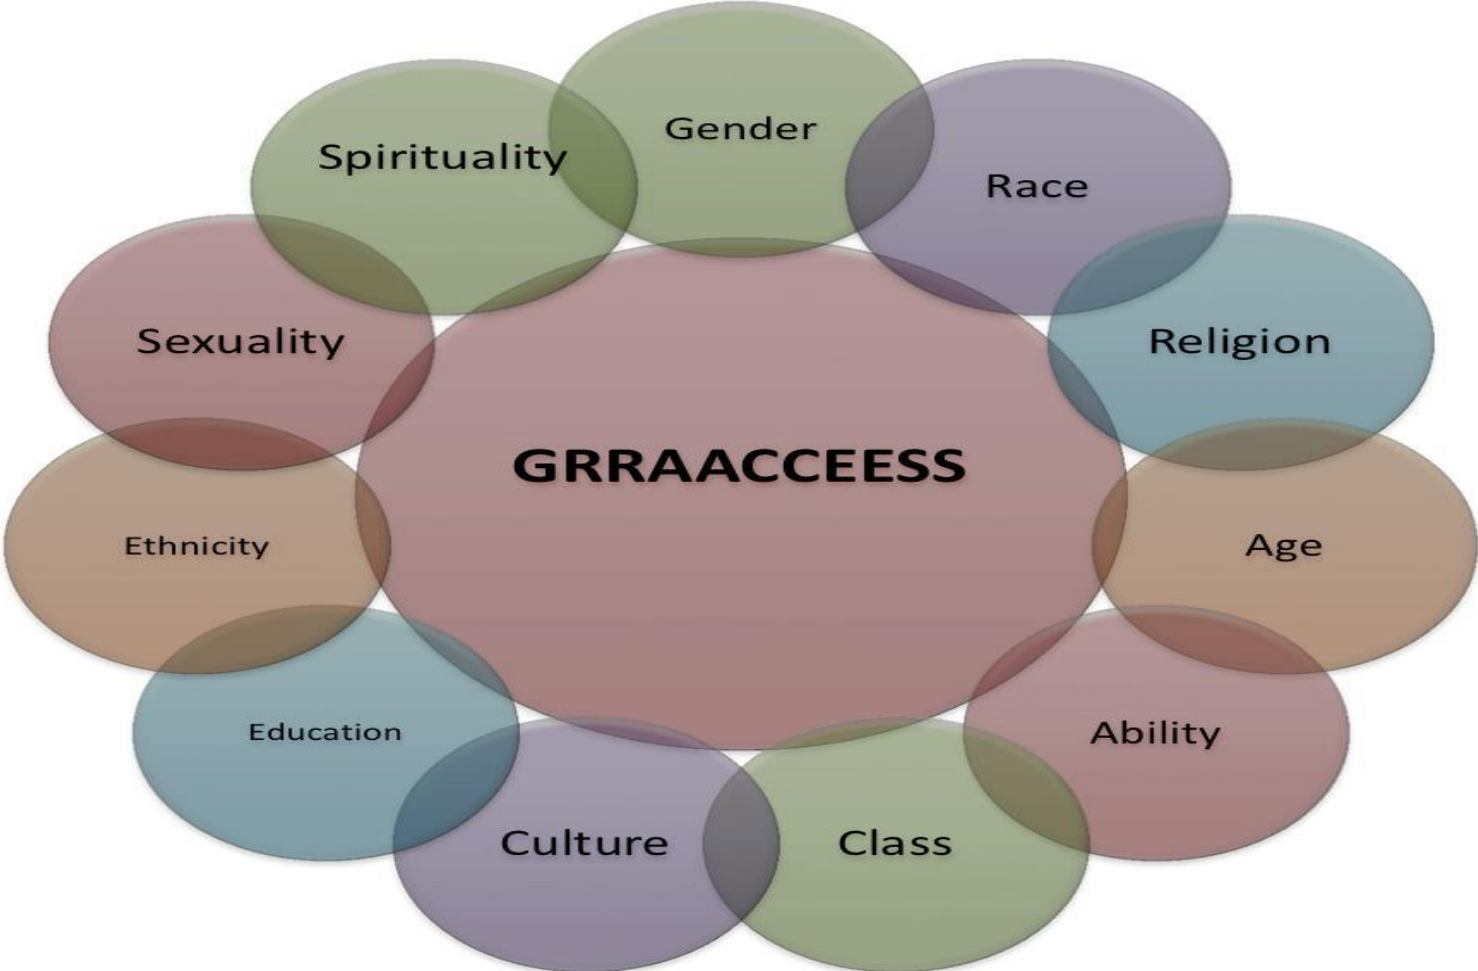 Gender
Spirituality
Race
Sexuality
Religion
GRRAACCEESS
Ethnicity
Age
Education
Ability
Culture
Class